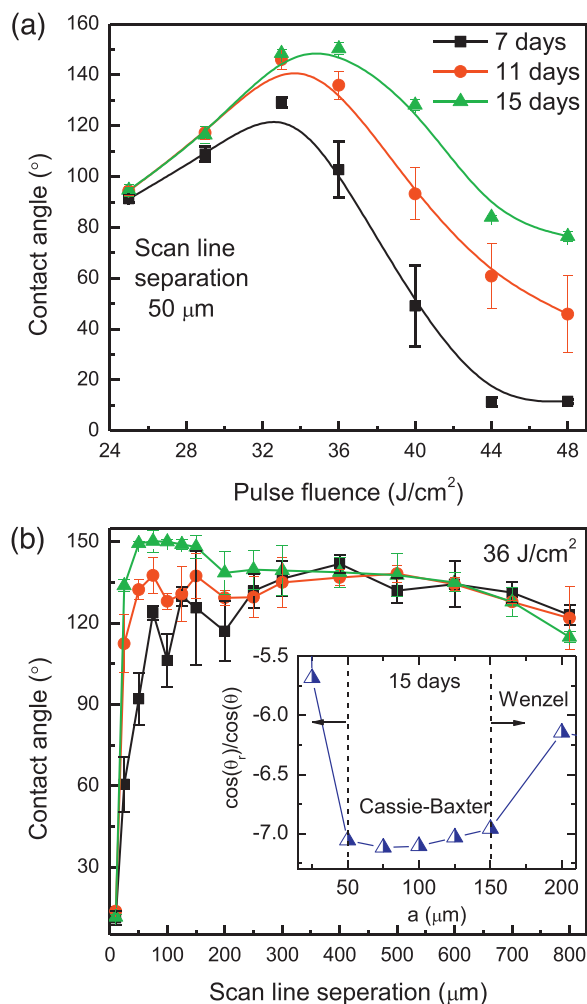 (a)
160
140
120
100
80
60
40
20
0
Contact angle (°)
7 days
11 days
15 days
Scan line
separation
50 μm
24 28 32 36 40 44 48
Pulse fluence (J/cm²)
(b)
150
120
90
60
30
Contact angle (°)
36 J/cm²
-5.5
-6.0
-6.5
-7.0
cos(θr)/cos(θ)
15 days
Wenzel
Cassie-Baxter
50 100 150 200
a (μm)
0 100 200 300 400 500 600 700 800
Scan line seperation (μm)